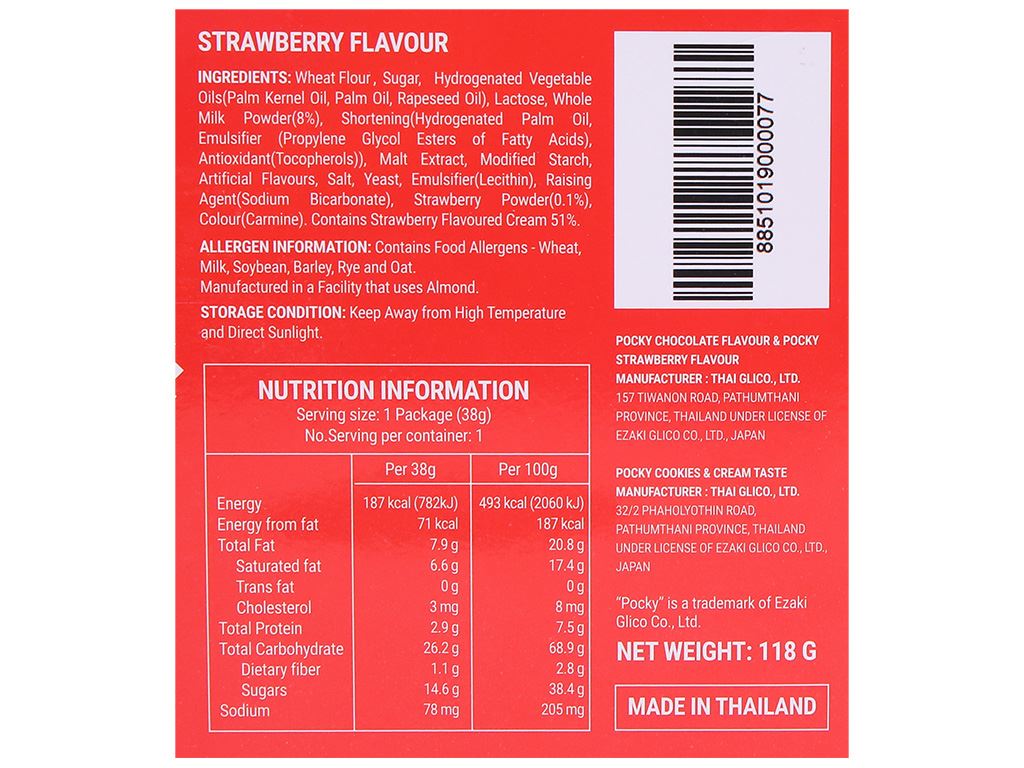 STRAWBERRY FLAVOUR
INGREDIENTS: Wheat Flour, Sugar, Hydrogenated Vegetable
Oils(Palm Kernel Oil, Palm Oil, Rapeseed Oil), Lactose, Whole
Milk Powder(8%), Shortening(Hydrogenated Palm Oil,
Emulsifier (Propylene Glycol Esters of Fatty Acids),
Antioxidant(Tocopherols)), Malt Extract, Modified Starch,
Artificial Flavours, Salt, Yeast, Emulsifier(Lecithin), Raising
Agent(Sodium Bicarbonate), Strawberry Powder(0.1%),
Colour(Carmine). Contains Strawberry Flavoured Cream 51%.
ALLERGEN INFORMATION: Contains Food Allergens - Wheat,
Milk, Soybean, Barley, Rye and Oat.
Manufactured in a Facility that uses Almond.
STORAGE CONDITION: Keep Away from High Temperature
and Direct Sunlight.
NUTRITION INFORMATION
Serving size: 1 Package (38g)
No.Serving per container: 1
Per 38g Per 100g
Energy 187 kcal (782kJ) 493 kcal (2060 kJ)
Energy from fat 71 kcal 187 kcal
Total Fat 7.9 g 20.8 g
Saturated fat 6.6 g 17.4 g
Trans fat 0 g 0 g
Cholesterol 3 mg 8 mg
Total Protein 2.9 g 7.5 g
Total Carbohydrate 26.2 g 68.9 g
Dietary fiber 1.1 g 2.8 g
Sugars 14.6 g 38.4 g
Sodium 78 mg 205 mg
8851019000077
POCKY CHOCOLATE FLAVOUR & POCKY
STRAWBERRY FLAVOUR
MANUFACTURER : THAI GLICO., LTD.
157 TIWANON ROAD, PATHUMTHANI
PROVINCE, THAILAND UNDER LICENSE OF
EZAKI GLICO CO., LTD., JAPAN
POCKY COOKIES & CREAM TASTE
MANUFACTURER : THAI GLICO., LTD.
32/2 PHAHOLYOTHIN ROAD,
PATHUMTHANI PROVINCE, THAILAND
UNDER LICENSE OF EZAKI GLICO CO., LTD.,
JAPAN
"Pocky" is a trademark of Ezaki
Glico Co., Ltd.
NET WEIGHT: 118 G
MADE IN THAILAND